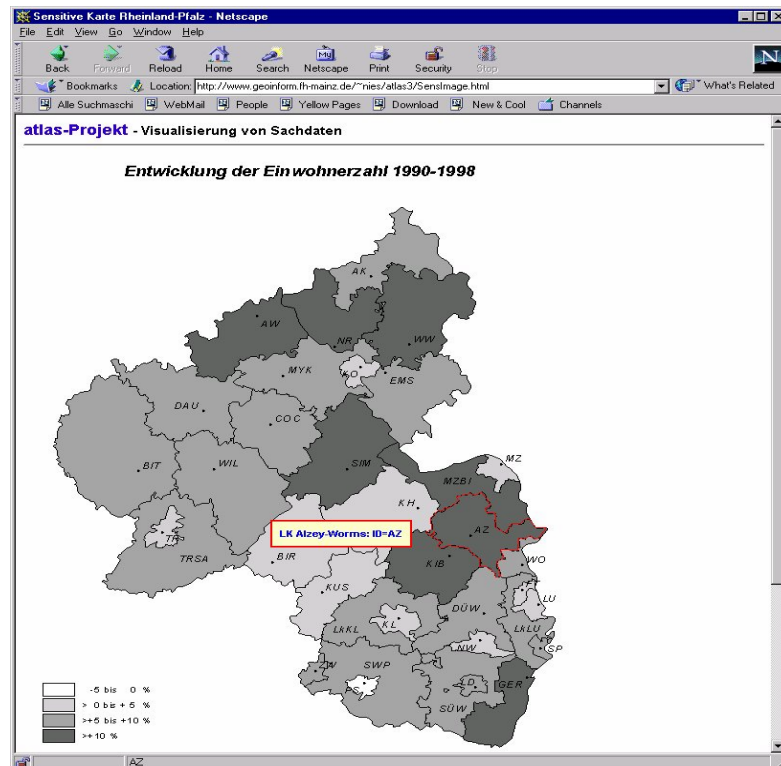 Sensitive Karte Rheinland-Pfalz - Netscape
File Edit View Go Window Help
Back Forward Reload Home Search Netscape Print Security Stop
Bookmarks Location: http://www.geoinform.fh-mainz.de/~nies/atlas3/SensImage.html What's Related
Alle Suchmaschi WebMail People Yellow Pages Download New & Cool Channels
atlas-Projekt - Visualisierung von Sachdaten
Entwicklung der Einwohnerzahl 1990-1998
AK
AW
NR
WW
MYK
KO
EMS
DAU
COC
BIT
WIL
SIM
MZ
MZBI
KH
AZ
LK Alzey-Worms: ID=AZ
TR
TRSA
BIR
KIB
WO
KUS
FT
LU
DÜW
KL
LkKL
LkLU
NW
SP
ZW
SWP
PS
LD
GER
SÜW
-5 bis 0 %
> 0 bis + 5 %
>+5 bis +10 %
>+10 %
AZ